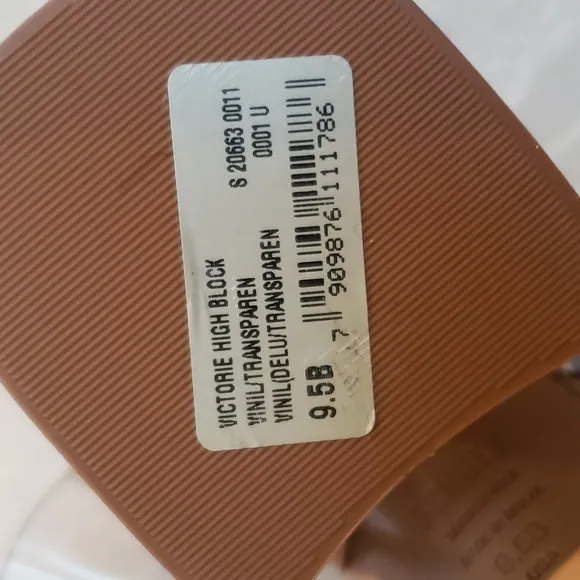 VICTORIE HIGH BLOCK
S 20663 0011
VINIL/TRANSPAREN
0001 U
VINIL(DELU/TRANSPAREN
9.5B
7 909876 111786